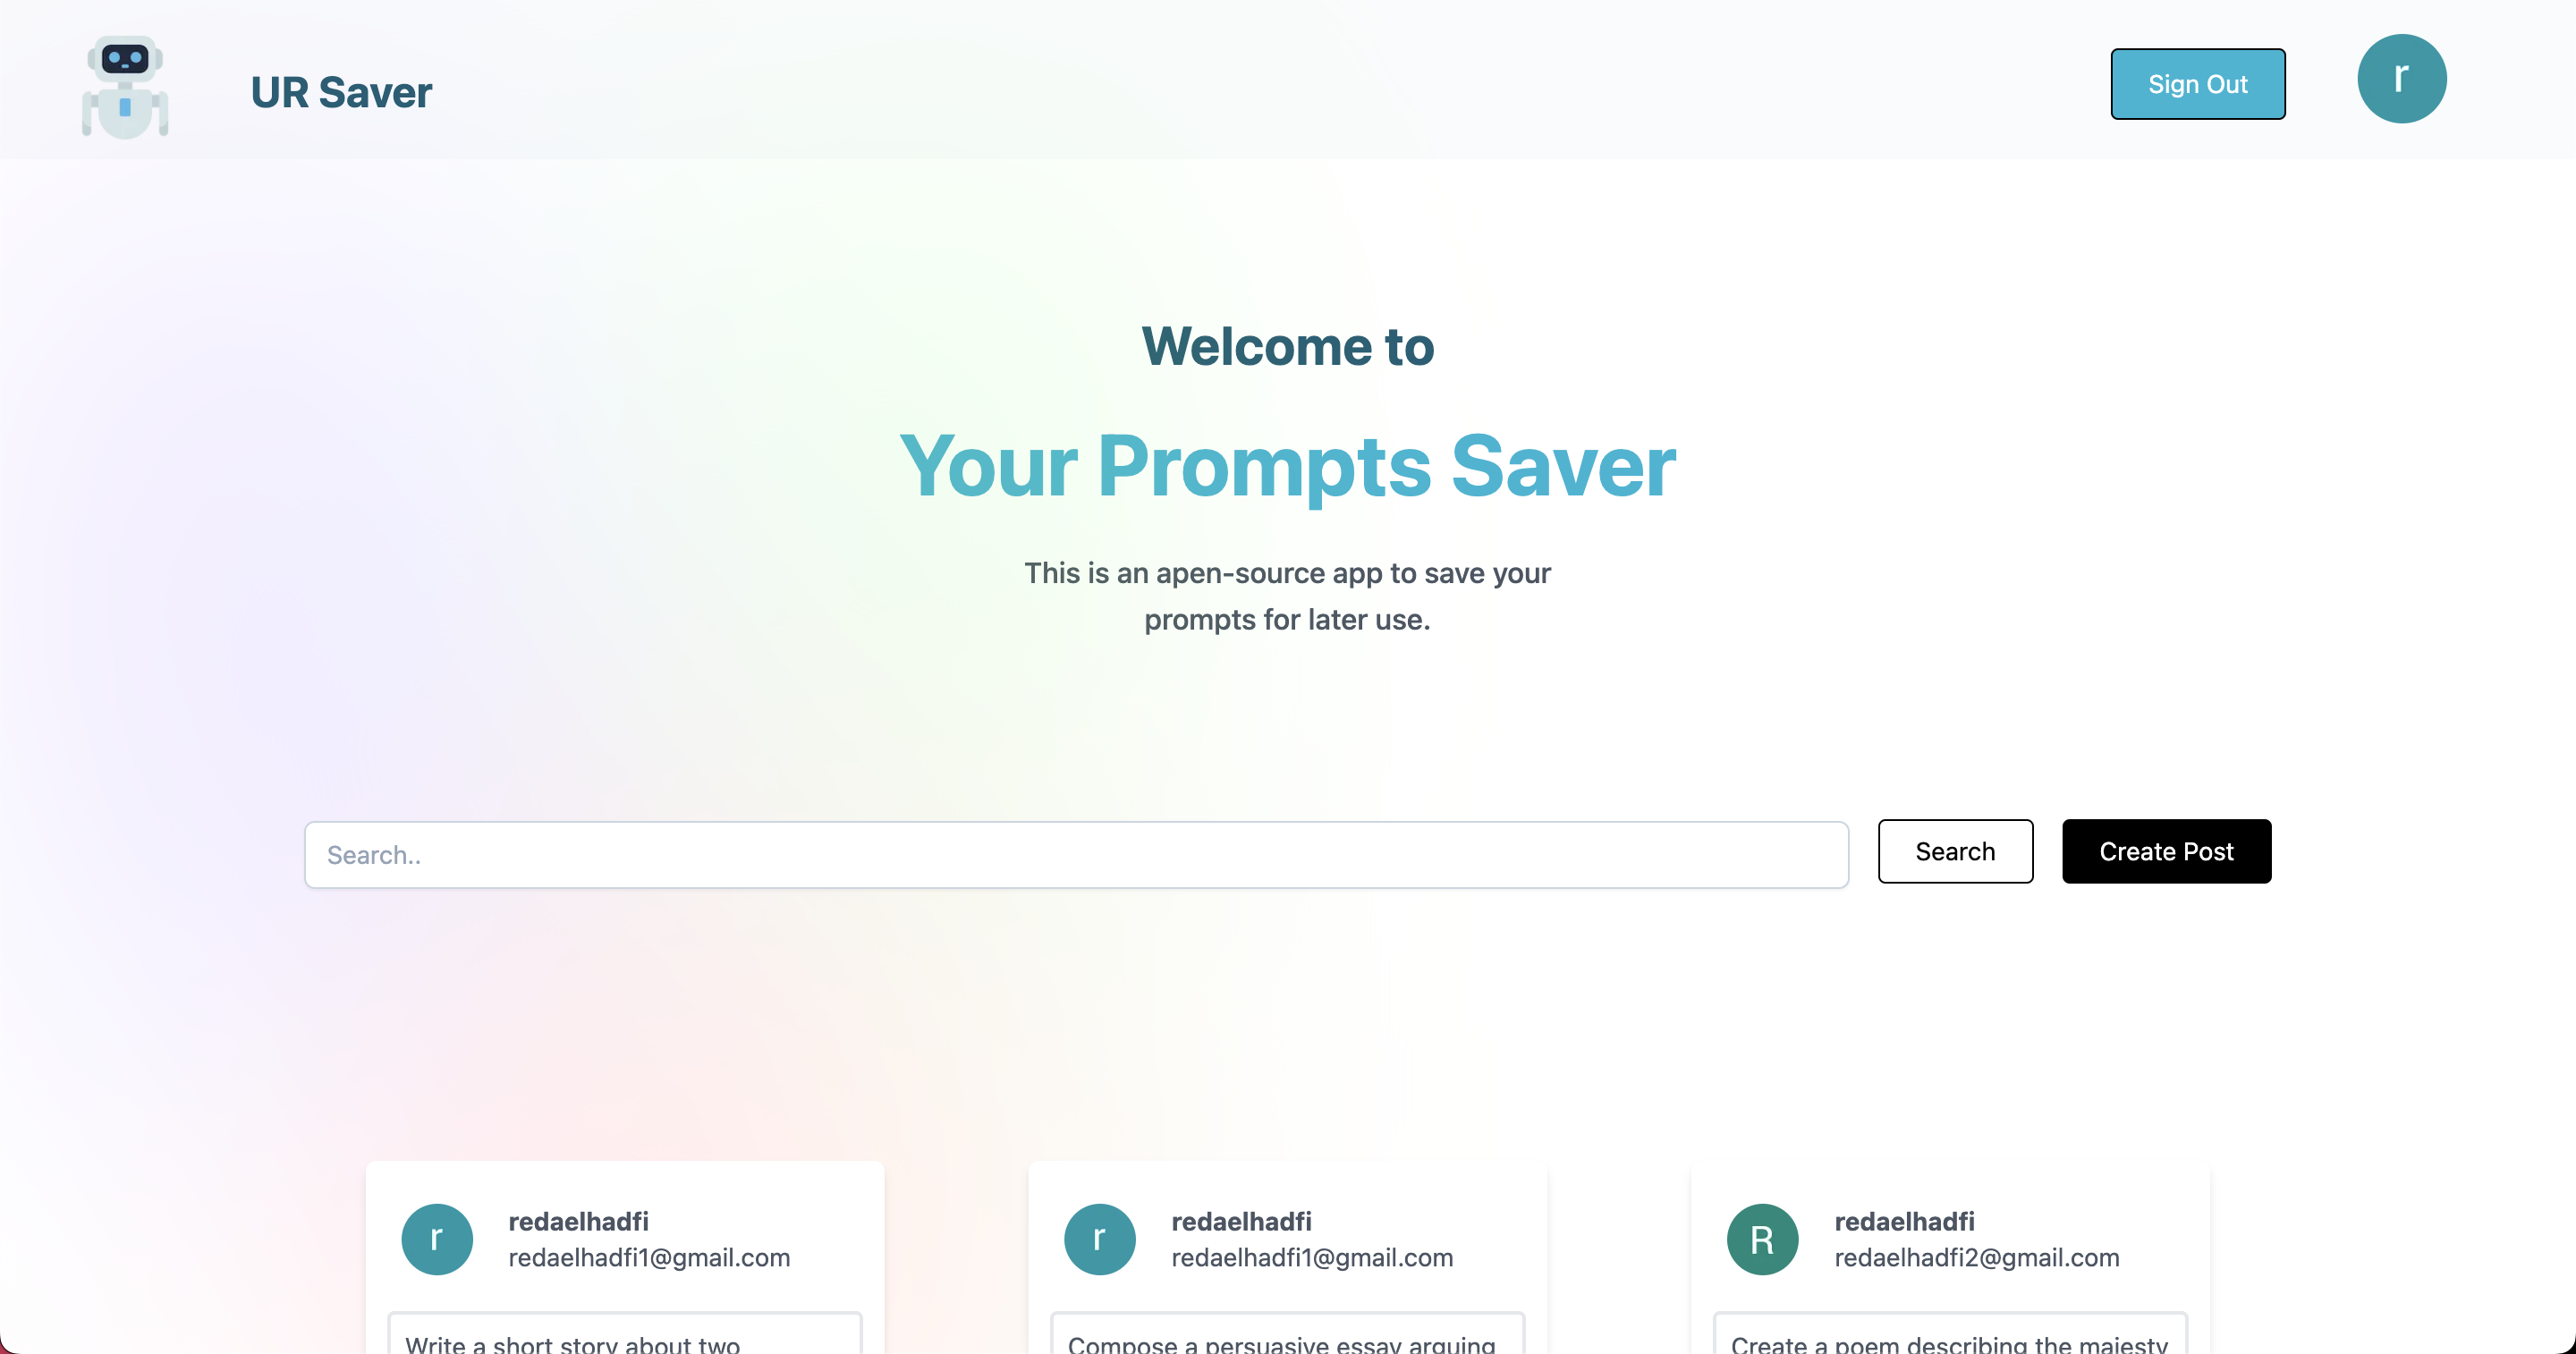 UR Saver
Sign Out
r
Welcome to
Your Prompts Saver
This is an apen-source app to save your
prompts for later use.
Search..
Search
Create Post
r
redaelhadfi
redaelhadfi1@gmail.com
Write a short story about two
r
redaelhadfi
redaelhadfi1@gmail.com
Compose a persuasive essay arguing
R
redaelhadfi
redaelhadfi2@gmail.com
Create a poem describing the majesty